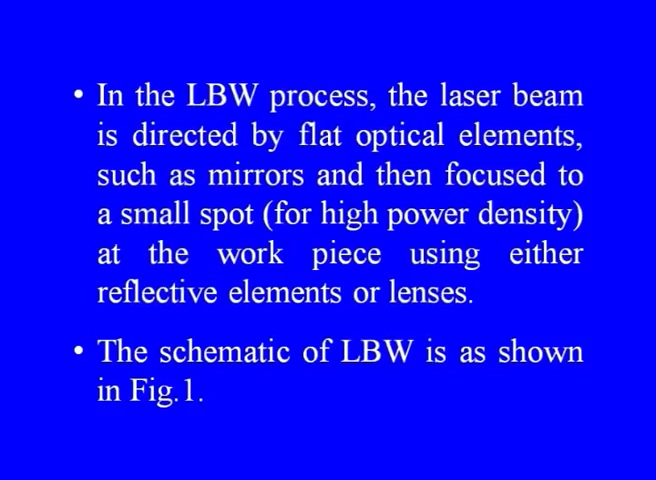 • In the LBW process, the laser beam
is directed by flat optical elements,
such as mirrors and then focused to
a small spot (for high power density)
at the work piece using either
reflective elements or lenses.
• The schematic of LBW is as shown
in Fig.1.